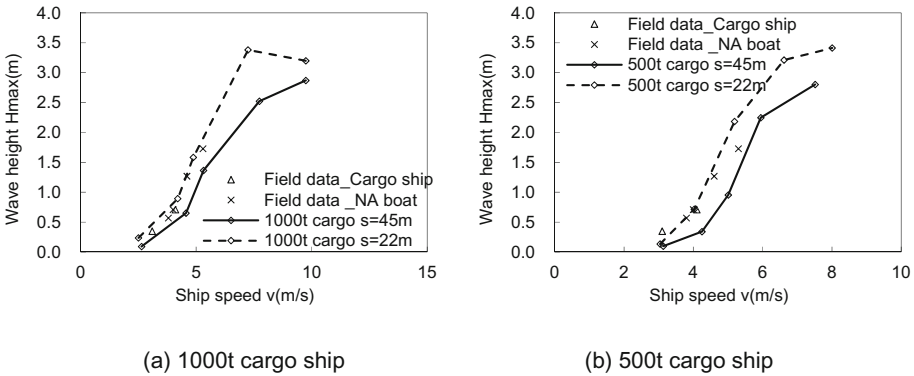 4.0
3.5
3.0
2.5
2.0
1.5
1.0
0.5
0.0
Wave height Hmax(m)
Field data_Cargo ship
Field data _NA boat
1000t cargo s=45m
1000t cargo s=22m
0 5 10 15
Ship speed v(m/s)
(a) 1000t cargo ship
4.0
3.5
3.0
2.5
2.0
1.5
1.0
0.5
0.0
Wave height Hmax(m)
Field data_Cargo ship
Field data _NA boat
500t cargo s=45m
500t cargo s=22m
0 2 4 6 8 10
Ship speed v(m/s)
(b) 500t cargo ship